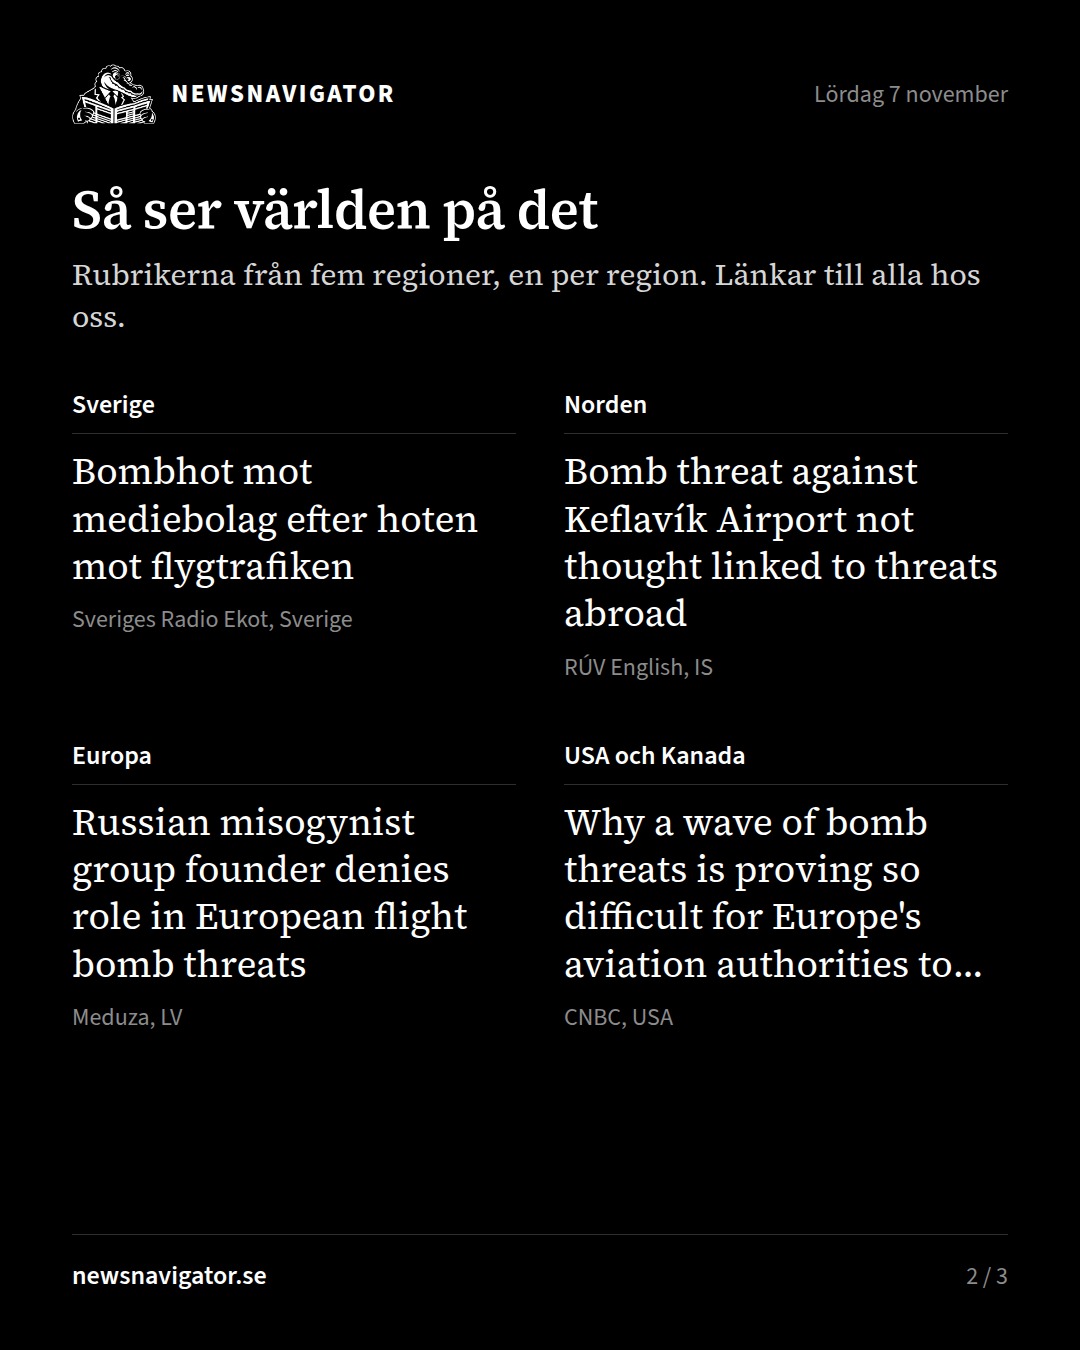 NEWSNAVIGATOR
Lördag 7 november
Så ser världen på det
Rubrikerna från fem regioner, en per region. Länkar till alla hos
oss.
Sverige
Bombhot mot
mediebolag efter hoten
mot flygtrafiken
Sveriges Radio Ekot, Sverige
Norden
Bomb threat against
Keflavík Airport not
thought linked to threats
abroad
RÚV English, IS
Europa
Russian misogynist
group founder denies
role in European flight
bomb threats
Meduza, LV
USA och Kanada
Why a wave of bomb
threats is proving so
difficult for Europe's
aviation authorities to...
CNBC, USA
newsnavigator.se
2 / 3